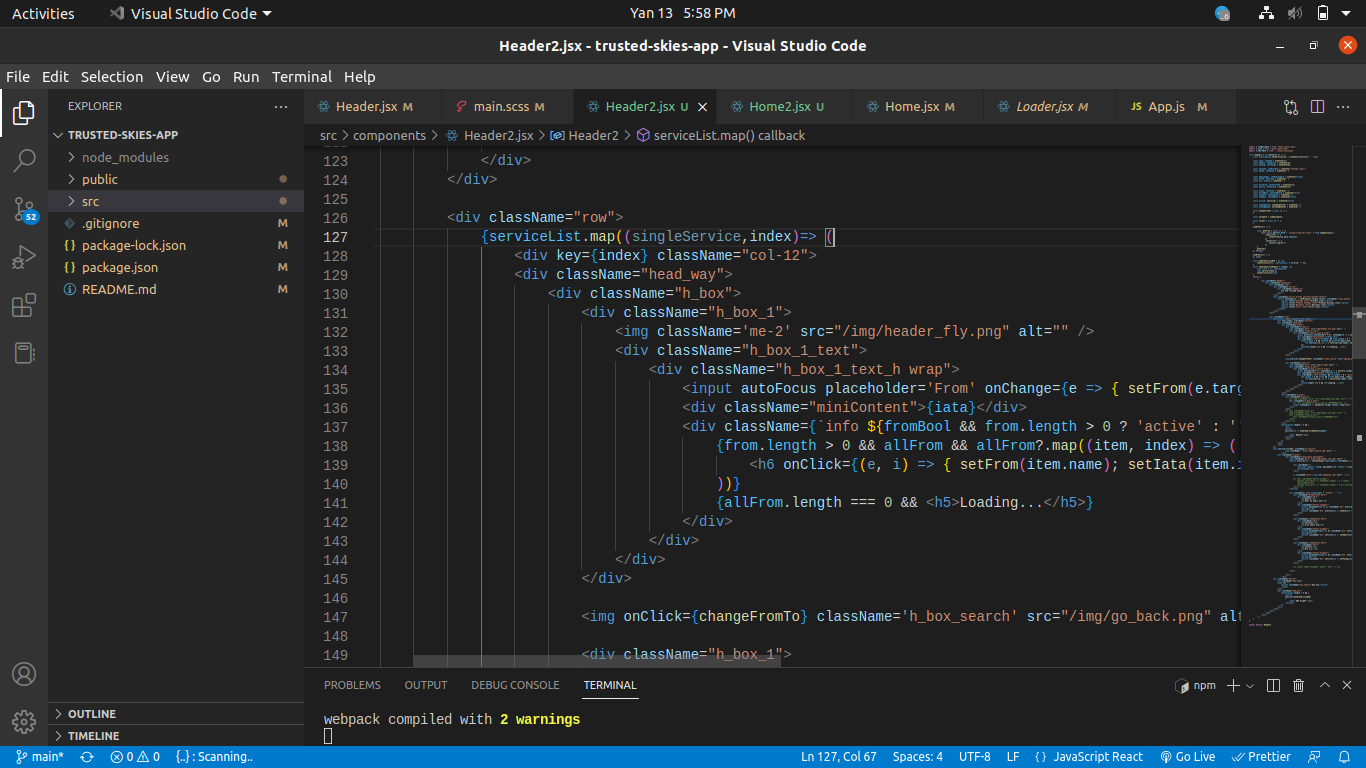 Activities Visual Studio Code Yan 13 5:58 PM
Header2.jsx - trusted-skies-app - Visual Studio Code
File Edit Selection View Go Run Terminal Help
EXPLORER ... Header.jsx M main.scss M Header2.jsx U Home2.jsx U Home.jsx M Loader.jsx M JS App.js M
TRUSTED-SKIES-APP
src > components > Header2.jsx > Header2 > serviceList.map() callback
node_modules
public
src
.gitignore M
package-lock.json M
package.json M
README.md M
52
123 </div>
124 </div>
125
126 <div className="row">
127 {serviceList.map((singleService,index)=> (
128 <div key={index} className="col-12">
129 <div className="head_way">
130 <div className="h_box">
131 <div className="h_box_1">
132 <img className='me-2' src="/img/header_fly.png" alt="" />
133 <div className="h_box_1_text">
134 <div className="h_box_1_text_h wrap">
135 <input autoFocus placeholder='From' onChange={e => { setFrom(e.targ
136 <div className="miniContent">{iata}</div>
137 <div className={`info ${fromBool && from.length > 0 ? 'active' : '
138 {from.length > 0 && allFrom && allFrom?.map((item, index) => (
139 <h6 onClick={(e, i) => { setFrom(item.name); setIata(item.i
140 ))}
141 {allFrom.length === 0 && <h5>Loading...</h5>}
142 </div>
143 </div>
144 </div>
145 </div>
146
147 <img onClick={changeFromTo} className='h_box_search' src="/img/go_back.png" alt
148
149 <div className="h_box_1">
OUTLINE
TIMELINE
PROBLEMS OUTPUT DEBUG CONSOLE TERMINAL npm
webpack compiled with 2 warnings
main* 0 0 {..} : Scanning.. Ln 127, Col 67 Spaces: 4 UTF-8 LF {} JavaScript React Go Live Prettier